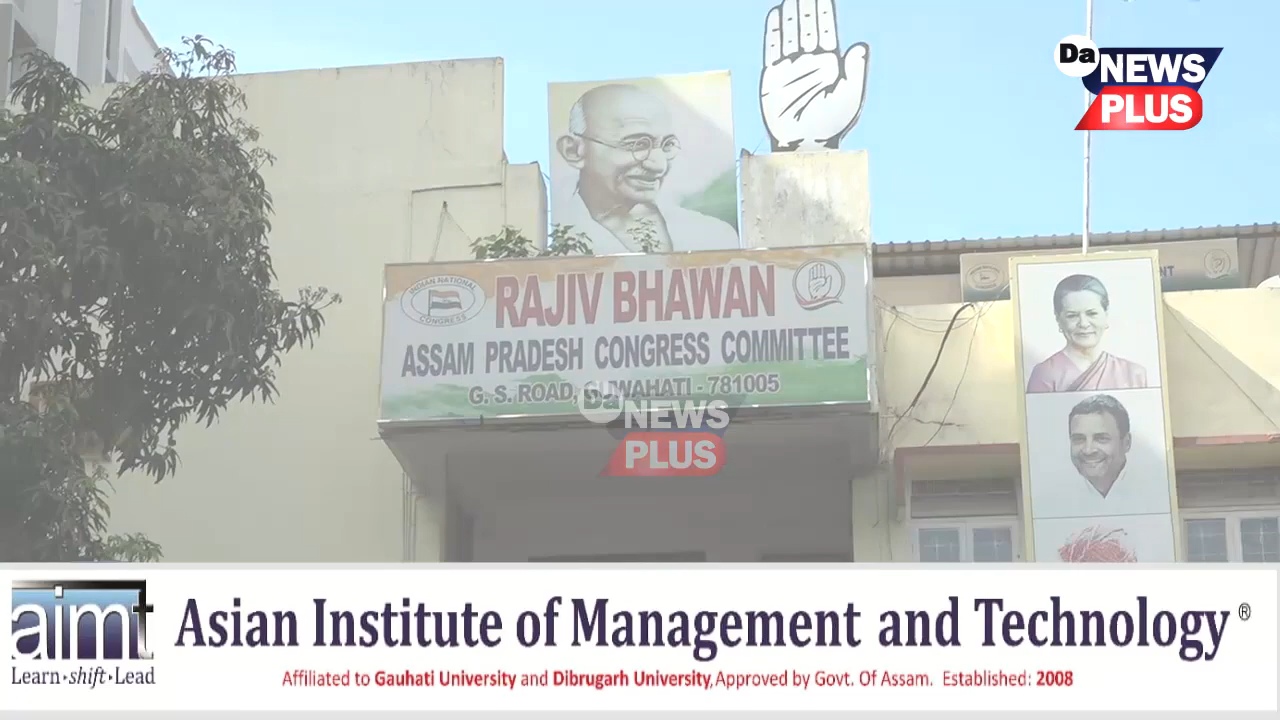 Da
NEWS
PLUS
INDIAN NATIONAL
CONGRESS
RAJIV BHAWAN
ASSAM PRADESH CONGRESS COMMITTEE
G. S. ROAD, GUWAHATI - 781005
Da
NEWS
PLUS
aimt
Learn shift Lead
Asian Institute of Management and Technology ®
Affiliated to Gauhati University and Dibrugarh University, Approved by Govt. Of Assam. Established: 2008